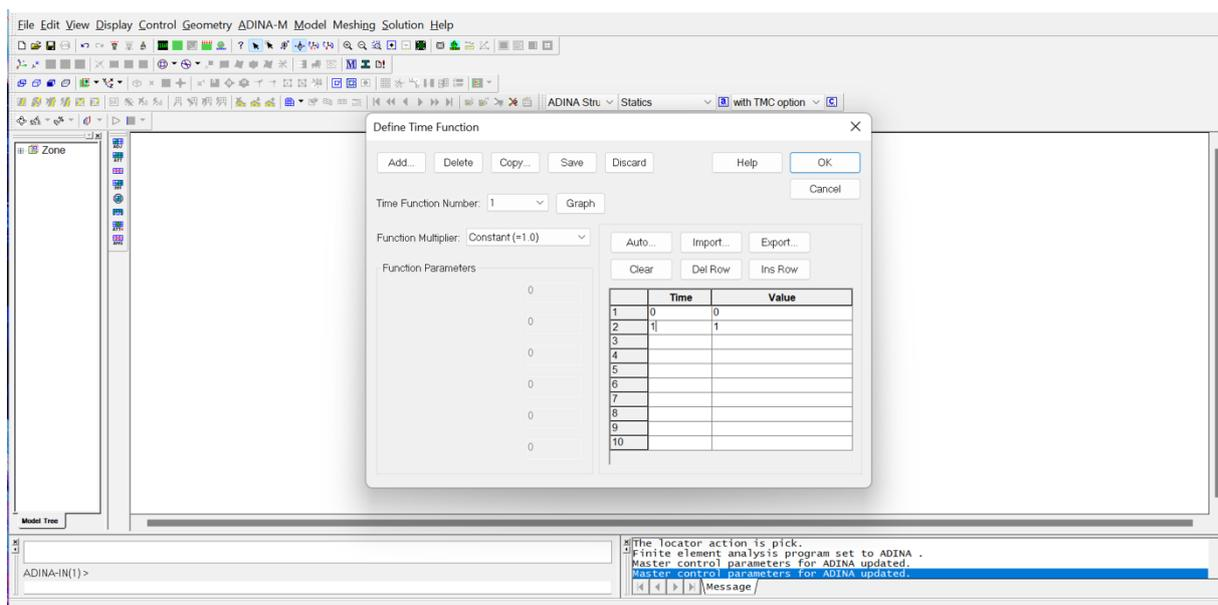 File Edit View Display Control Geometry ADINA-M Model Meshing Solution Help
ADINA Stru Statics with TMC option
Zone
Model Tree
Define Time Function
Add... Delete Copy... Save Discard Help OK
Cancel
Time Function Number: 1 Graph
Function Multiplier: Constant (=1.0)
Auto... Import... Export...
Clear Del Row Ins Row
Function Parameters
0
0
0
0
0
0
Time Value
1 0 0
2 1 1
3
4
5
6
7
8
9
10
ADINA-IN(1) >
The locator action is pick.
Finite element analysis program set to ADINA .
Master control parameters for ADINA updated.
Master control parameters for ADINA updated.
Message